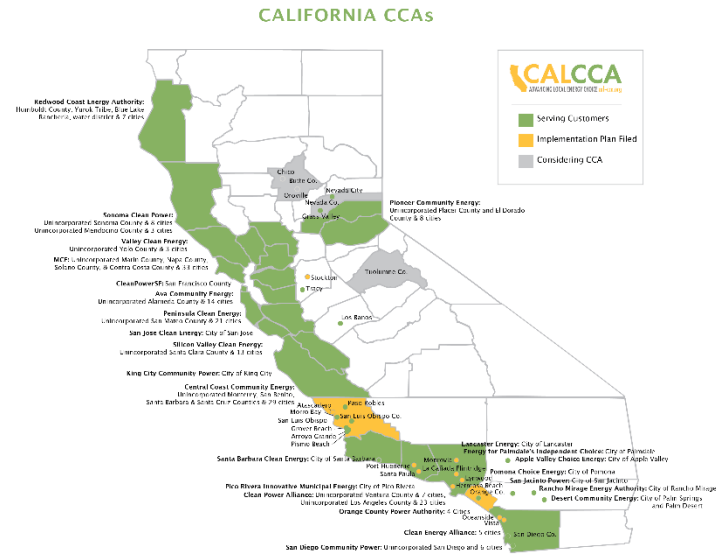 CALIFORNIA CCAs
CALCCA
ADVANCING LOCAL ENERGY CHOICE
Serving Customers
Implementation Plan Filed
Considering CCA
Redwood Coast Energy Authority:
Humboldt County, Yurok Tribe, Blue Lake
Rancheria, water district & 7 cities
Chico
Butte Co.
Oroville
Nevada City
Nevada Co.
Grass Valley
Pioneer Community Energy:
Unincorporated Placer County and El Dorado
County & 8 cities
Sonoma Clean Power:
Unincorporated Sonoma County & 8 cities
Unincorporated Mendocino County & 3 cities
Valley Clean Energy:
Unincorporated Yolo County & 3 cities
MCE: Unincorporated Marin County, Napa County,
Solano County, & Contra Costa County & 33 cities
CleanPowerSF: San Francisco County
Ava Community Energy:
Unincorporated Alameda County & 14 cities
Peninsula Clean Energy:
Unincorporated San Mateo County & 21 cities
San Jose Clean Energy: City of San Jose
Silicon Valley Clean Energy:
Unincorporated Santa Clara County & 13 cities
Tuolumne Co.
Stockton
Tracy
Los Banos
King City Community Power: City of King City
Central Coast Community Energy:
Unincorporated Monterey, San Benito,
Santa Barbara & Santa Cruz Counties & 29 cities
Atascadero
Paso Robles
Morro Bay
San Luis Obispo Co.
San Luis Obispo
Grover Beach
Arroyo Grande
Pismo Beach
Lancaster Energy: City of Lancaster
Energy for Palmdale's Independent Choice: City of Palmdale
Apple Valley Choice Energy: City of Apple Valley
Santa Barbara Clean Energy: City of Santa Barbara
Monrovia
Port Hueneme
La Cañada Flintridge
Santa Paula
Pomona Choice Energy: City of Pomona
Lynwood
San Jacinto Power: City of San Jacinto
Hermosa Beach
Rancho Mirage Energy Authority: City of Rancho Mirage
Pico Rivera Innovative Municipal Energy: City of Pico Rivera
Orange Co.
Desert Community Energy: City of Palm Springs
and Palm Desert
Clean Power Alliance: Unincorporated Ventura County & 7 cities,
Unincorporated Los Angeles County & 23 cities
Orange County Power Authority: 4 Cities
Oceanside
Vista
Clean Energy Alliance: 5 cities
San Diego Co.
San Diego Community Power: Unincorporated San Diego and 6 cities